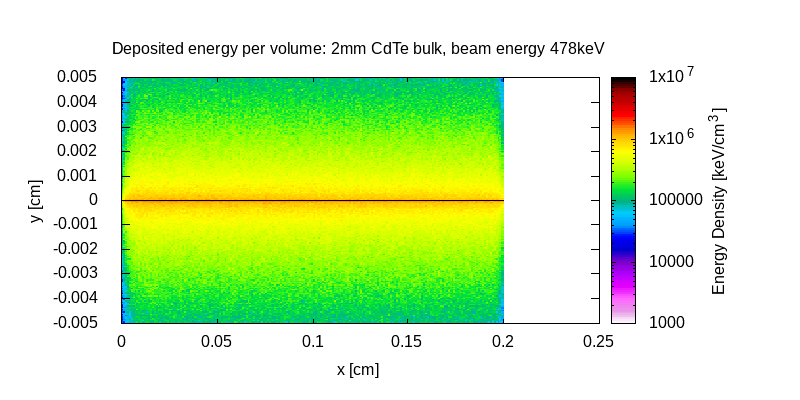 Deposited energy per volume: 2mm CdTe bulk, beam energy 478keV
0.005
0.004
0.003
0.002
0.001
0
-0.001
-0.002
-0.003
-0.004
-0.005
y [cm]
0 0.05 0.1 0.15 0.2 0.25
x [cm]
1x10^7
1x10^6
100000
10000
1000
Energy Density [keV/cm^3]